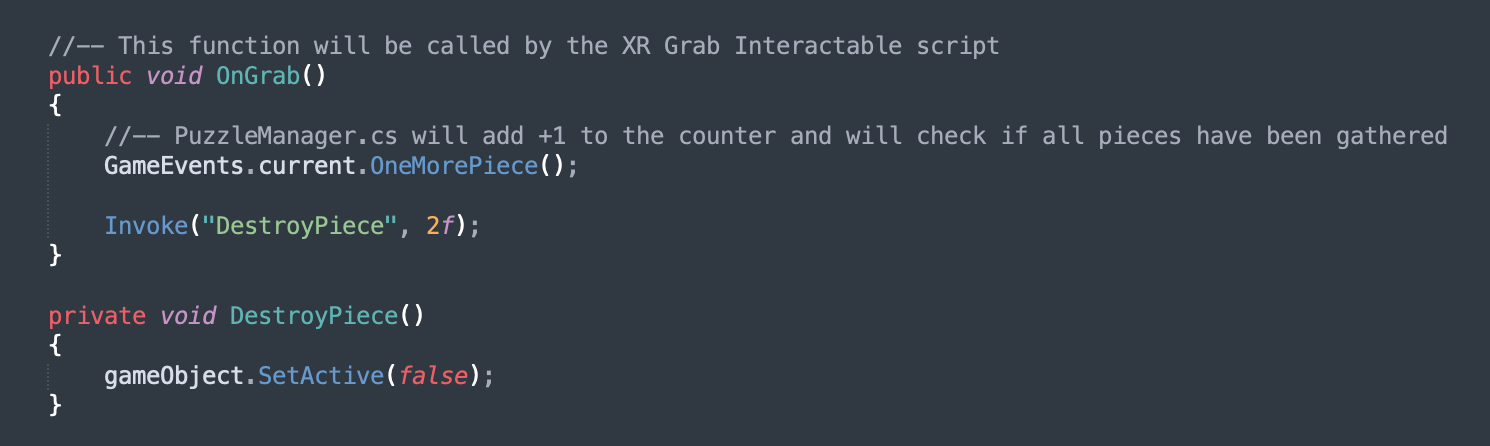 //-- This function will be called by the XR Grab Interactable script
public void OnGrab()
{
//-- PuzzleManager.cs will add +1 to the counter and will check if all pieces have been gathered
GameEvents.current.OneMorePiece();
Invoke("DestroyPiece", 2f);
}
private void DestroyPiece()
{
gameObject.SetActive(false);
}